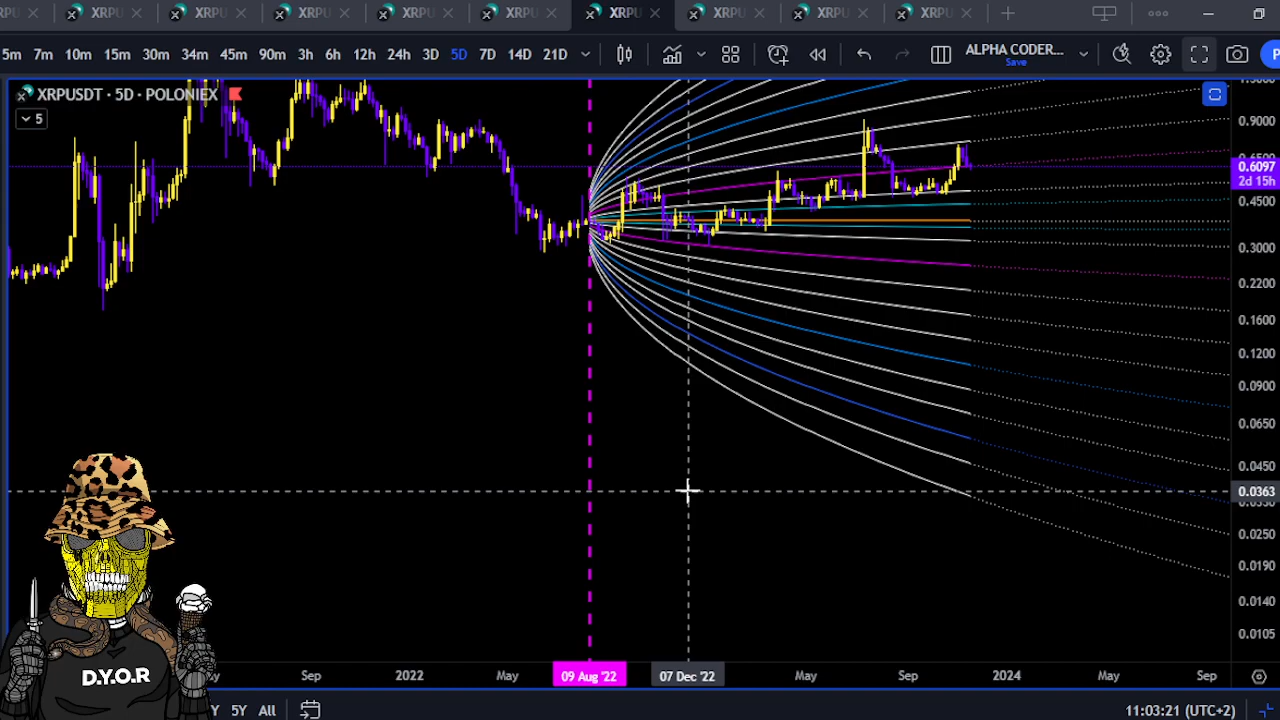 XRPU XRPU XRPU XRPU XRPU XRPU XRPU XRPU
5m 7m 10m 15m 30m 34m 45m 90m 3h 6h 12h 24h 3D 5D 7D 14D 21D ALPHA CODER... Save
XRPUSDT · 5D · POLONIEX
5
0.9000
0.6097
2d 15h
0.4500
0.3000
0.2200
0.1600
0.1200
0.0900
0.0650
0.0450
0.0363
0.0250
0.0190
0.0140
0.0105
D.Y.O.R
Sep 2022 May 09 Aug '22 07 Dec '22 May Sep 2024 May Sep
5Y All 11:03:21 (UTC+2)